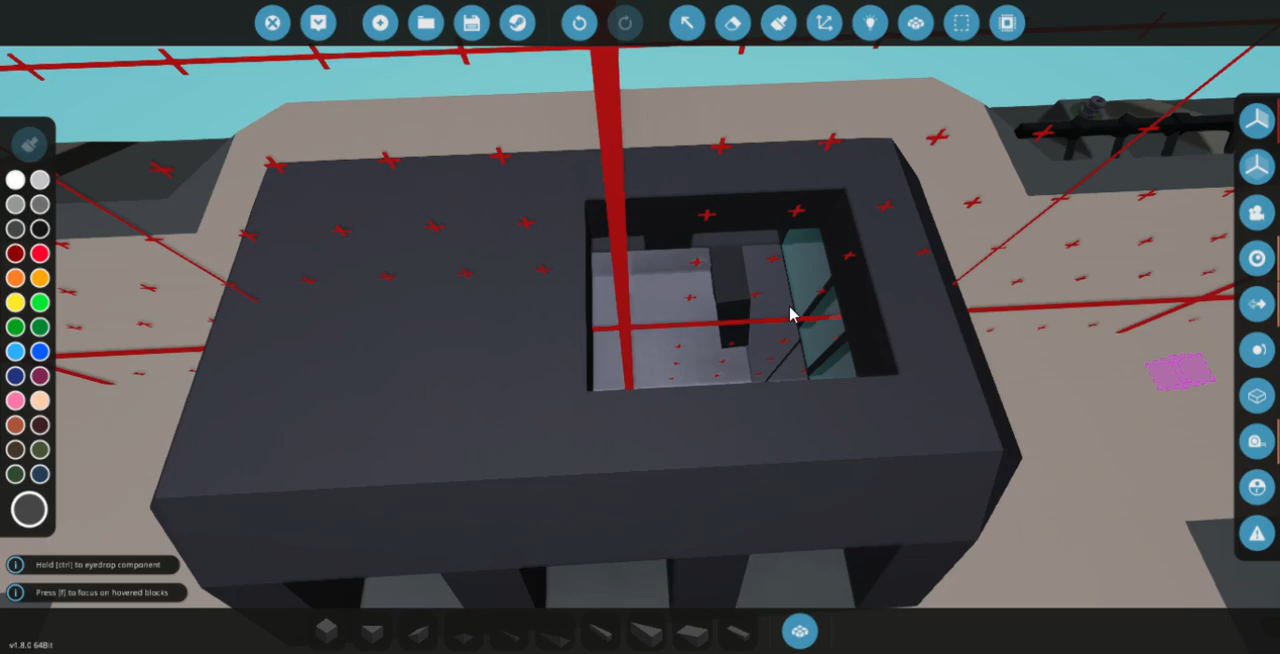 Hold [ctrl] to eyedrop component
Press [f] to focus on hovered blocks
v1.8.0 64Bit